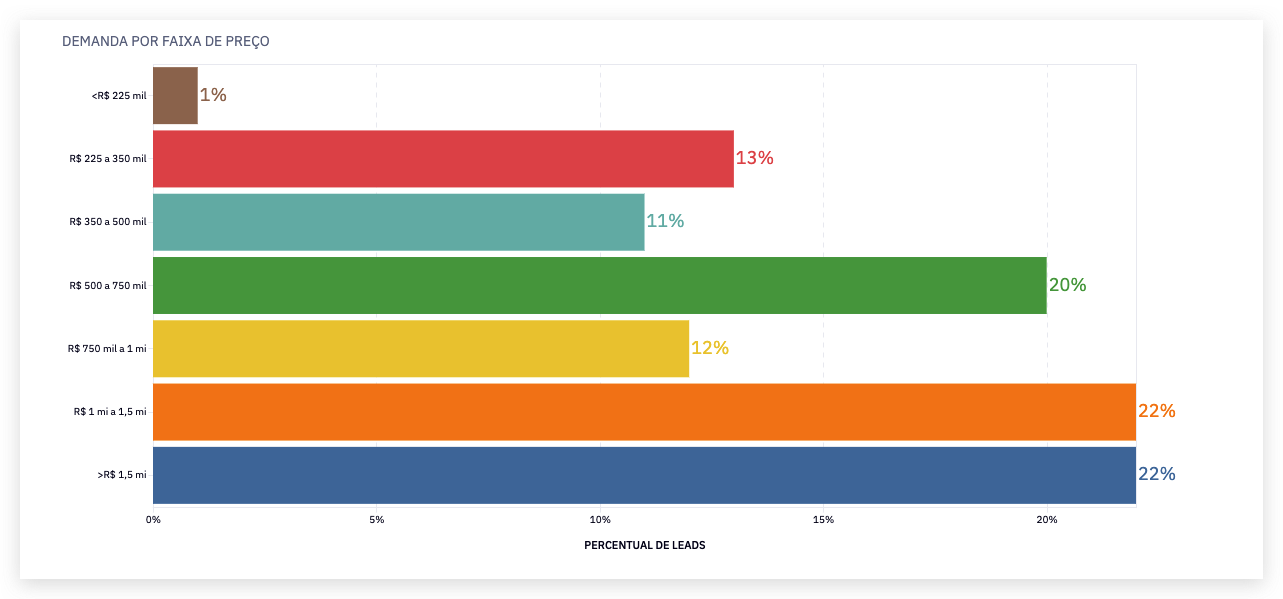 DEMANDA POR FAIXA DE PREÇO
<R$ 225 mil
1%
R$ 225 a 350 mil
13%
R$ 350 a 500 mil
11%
R$ 500 a 750 mil
20%
R$ 750 mil a 1 mi
12%
R$ 1 mi a 1,5 mi
22%
>R$ 1,5 mi
22%
0% 5% 10% 15% 20%
PERCENTUAL DE LEADS